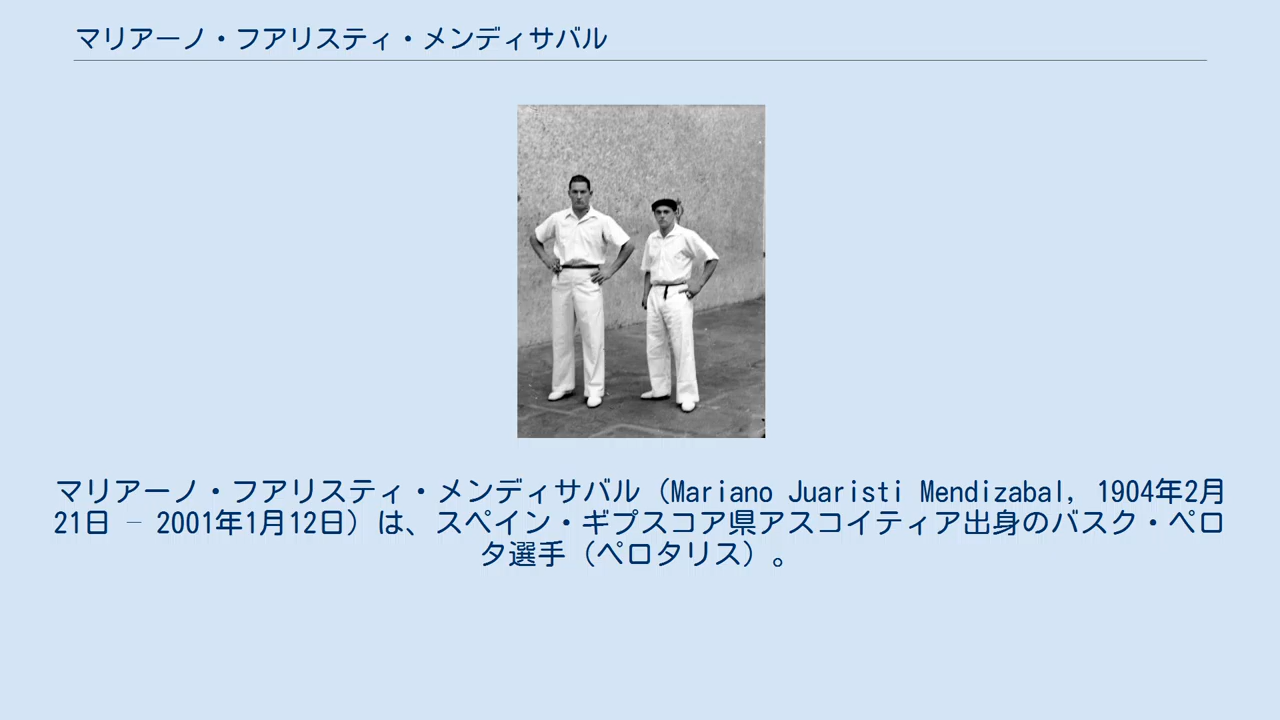 マリアーノ・フアリスティ・メンディサバル
マリアーノ・フアリスティ・メンディサバル（Mariano Juaristi Mendizabal, 1904年2月
21日 – 2001年1月12日）は、スペイン・ギプスコア県アスコイティア出身のバスク・ペロ
タ選手（ペロタリス）。